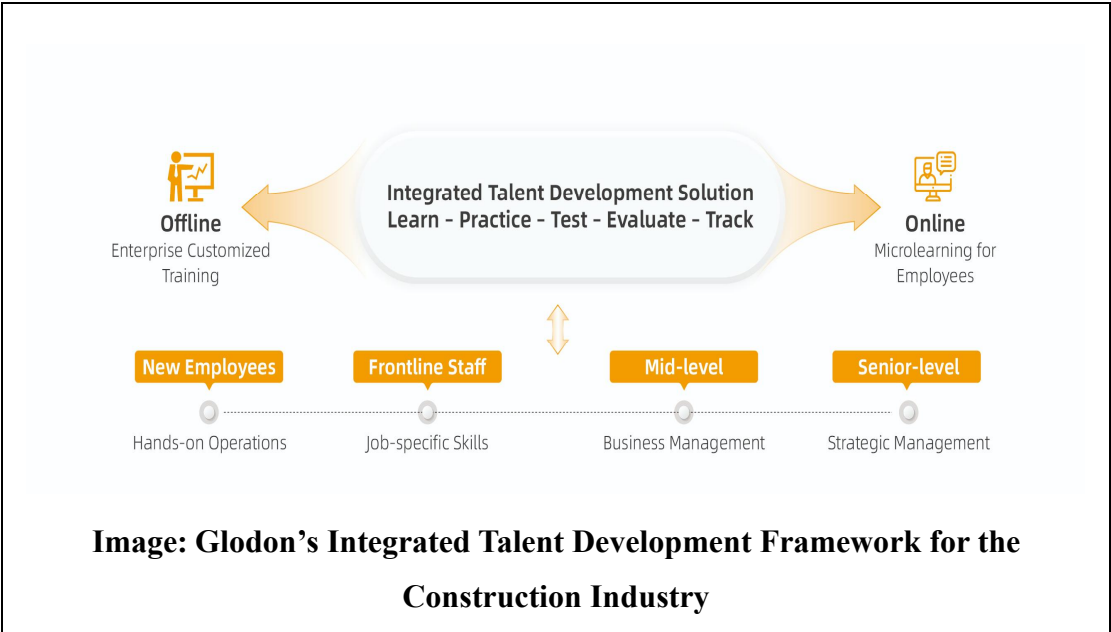 Integrated Talent Development Solution
Learn – Practice – Test – Evaluate – Track
Offline
Enterprise Customized
Training
Online
Microlearning for
Employees
New Employees
Frontline Staff
Mid-level
Senior-level
Hands-on Operations
Job-specific Skills
Business Management
Strategic Management
Image: Glodon’s Integrated Talent Development Framework for the
Construction Industry